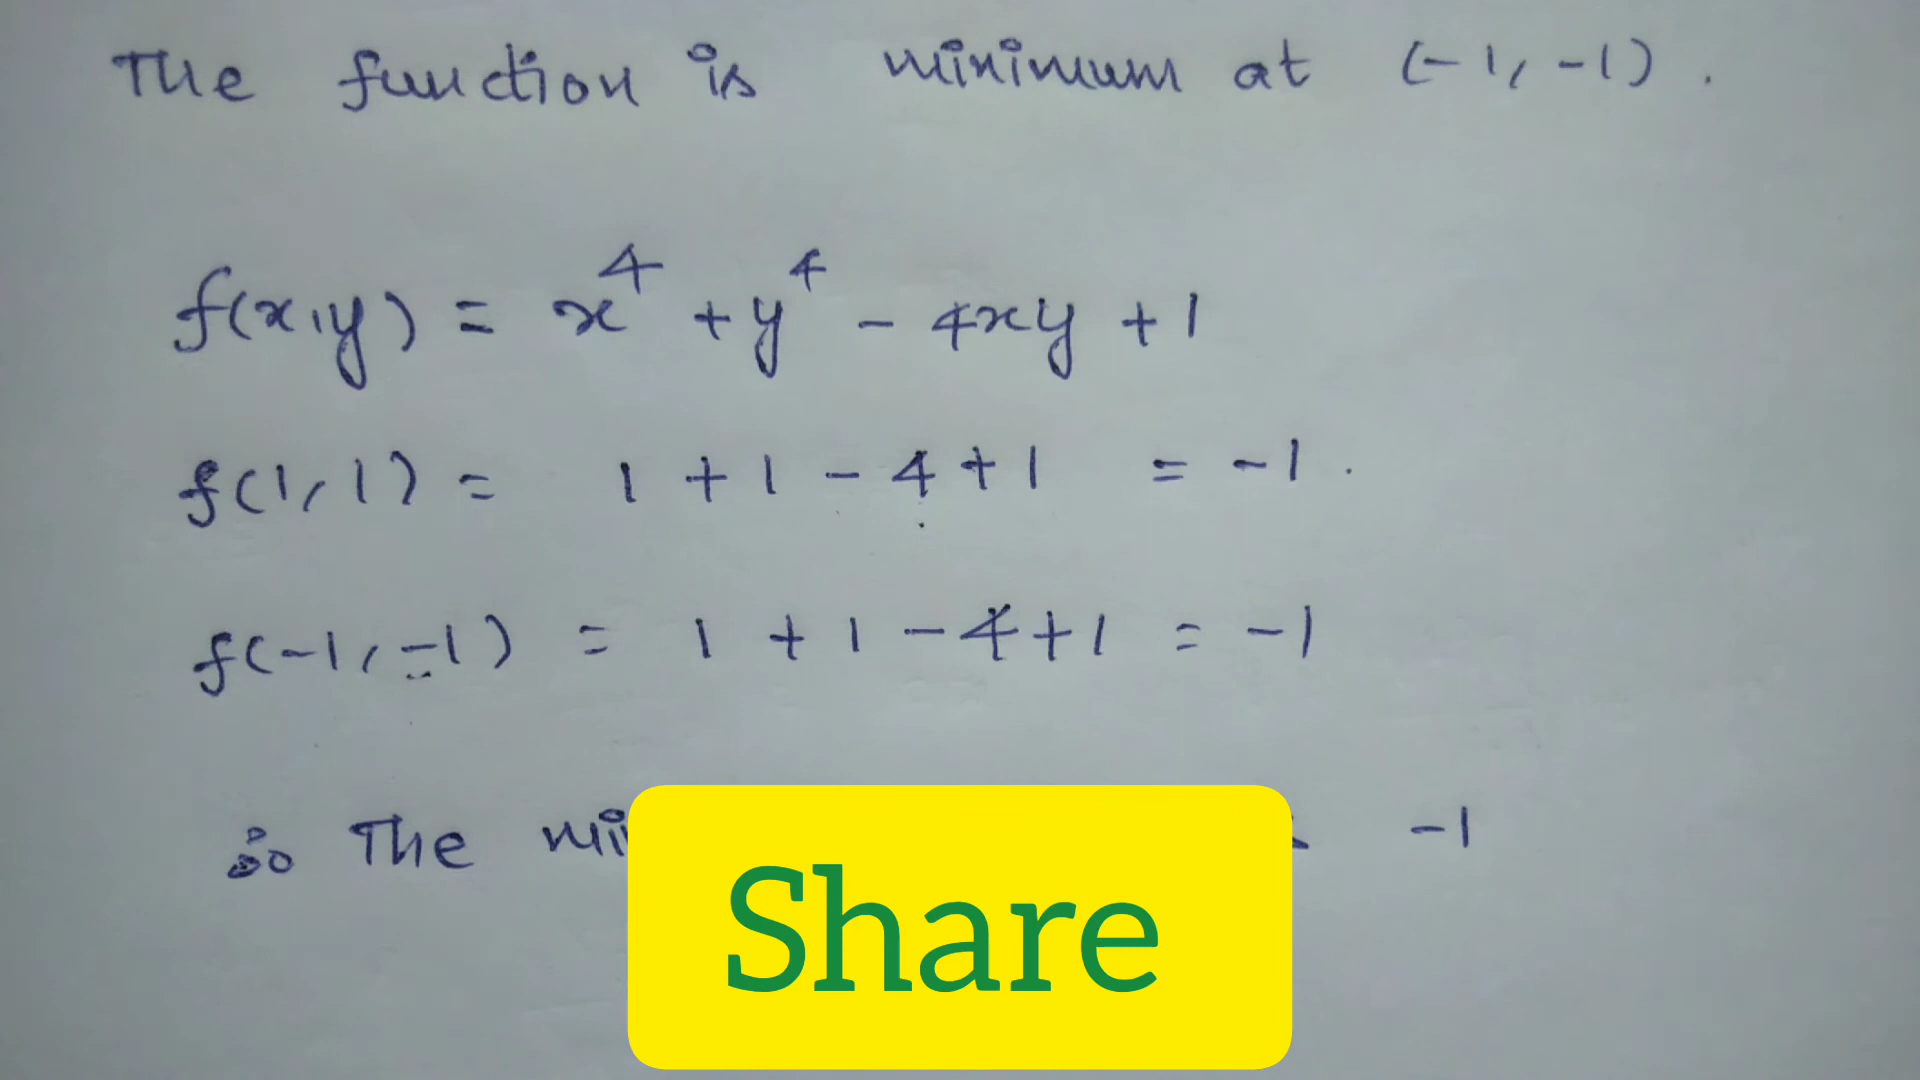 The function is minimum at (-1, -1).
f(x,y) = x⁴ + y⁴ - 4xy + 1
f(1, 1) = 1 + 1 - 4 + 1 = -1.
f(-1, -1) = 1 + 1 - 4 + 1 = -1
So The -1
Share